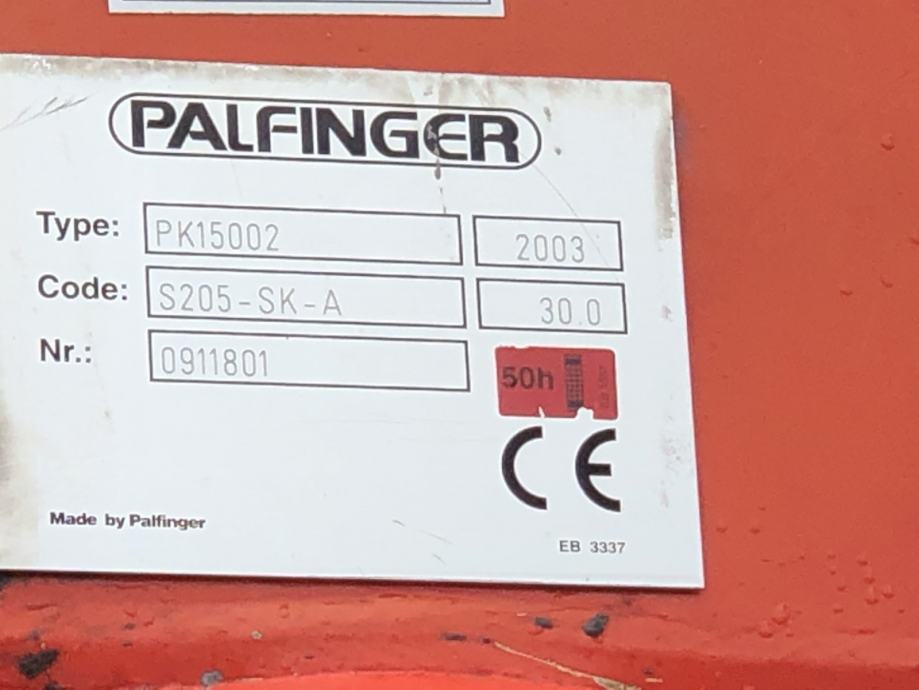 PALFINGER
Type: PK15002 2003
Code: S205-SK-A 30.0
Nr.: 0911801
50h
CE
Made by Palfinger
EB 3337